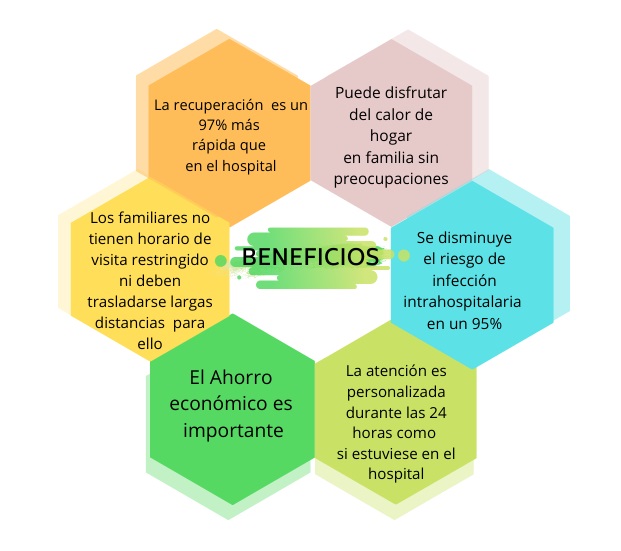 La recuperación es un
97% más
rápida que
en el hospital
Puede disfrutar
del calor de
hogar
en familia sin
preocupaciones
Los familiares no
tienen horario de
visita restringido
ni deben
trasladarse largas
distancias para
ello
BENEFICIOS
Se disminuye
el riesgo de
infección
intrahospitalaria
en un 95%
El Ahorro
económico es
importante
La atención es
personalizada
durante las 24
horas como
si estuviese en el
hospital